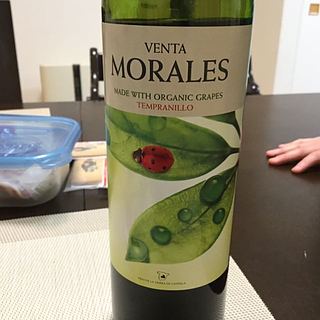 VENTA
MORALES
MADE WITH ORGANIC GRAPES
TEMPRANILLO